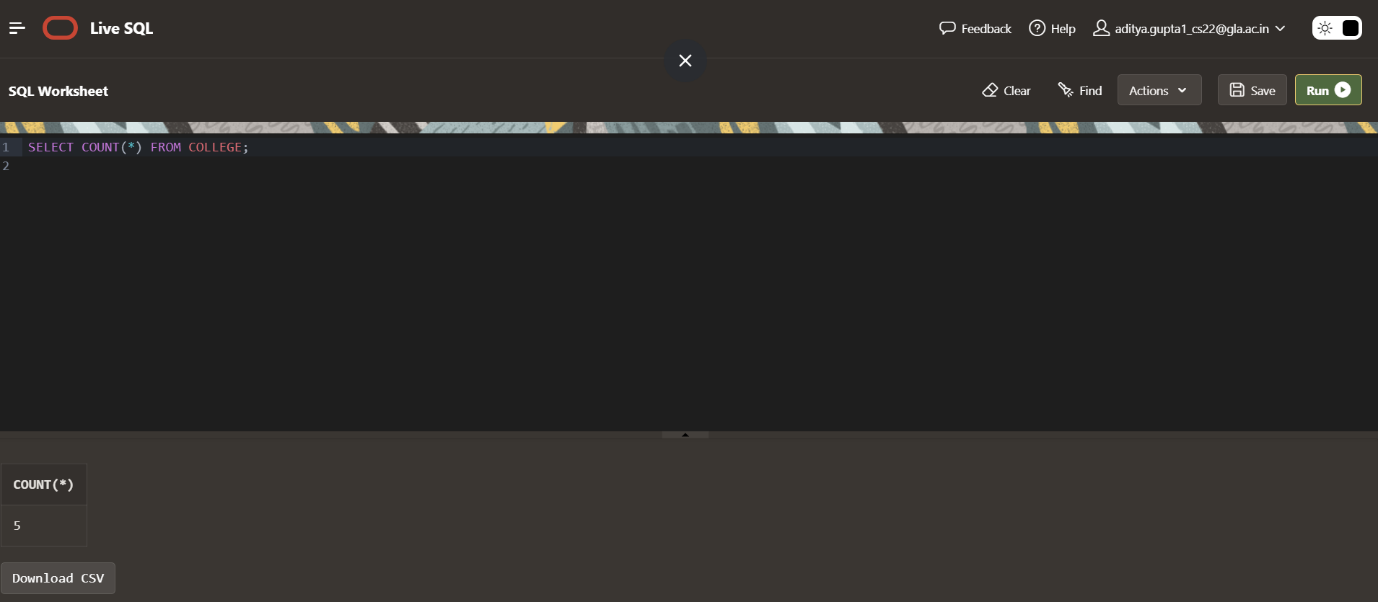 Live SQL
Feedback
Help
aditya.gupta1_cs22@gla.ac.in
SQL Worksheet
Clear
Find
Actions
Save
Run
1 SELECT COUNT(*) FROM COLLEGE;
2
COUNT(*)
5
Download CSV